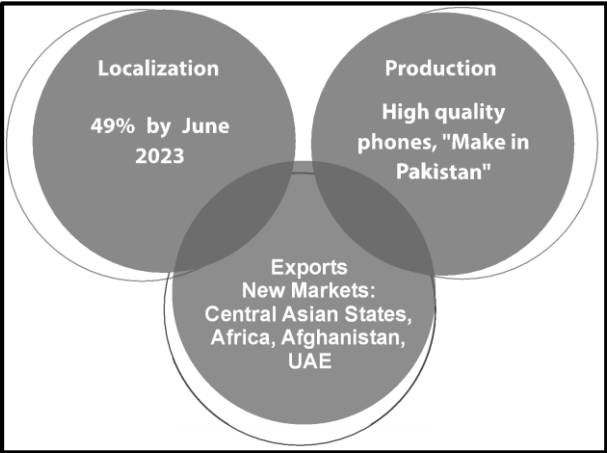 Localization
49% by June
2023
Production
High quality
phones, "Make in
Pakistan"
Exports
New Markets:
Central Asian States,
Africa, Afghanistan,
UAE